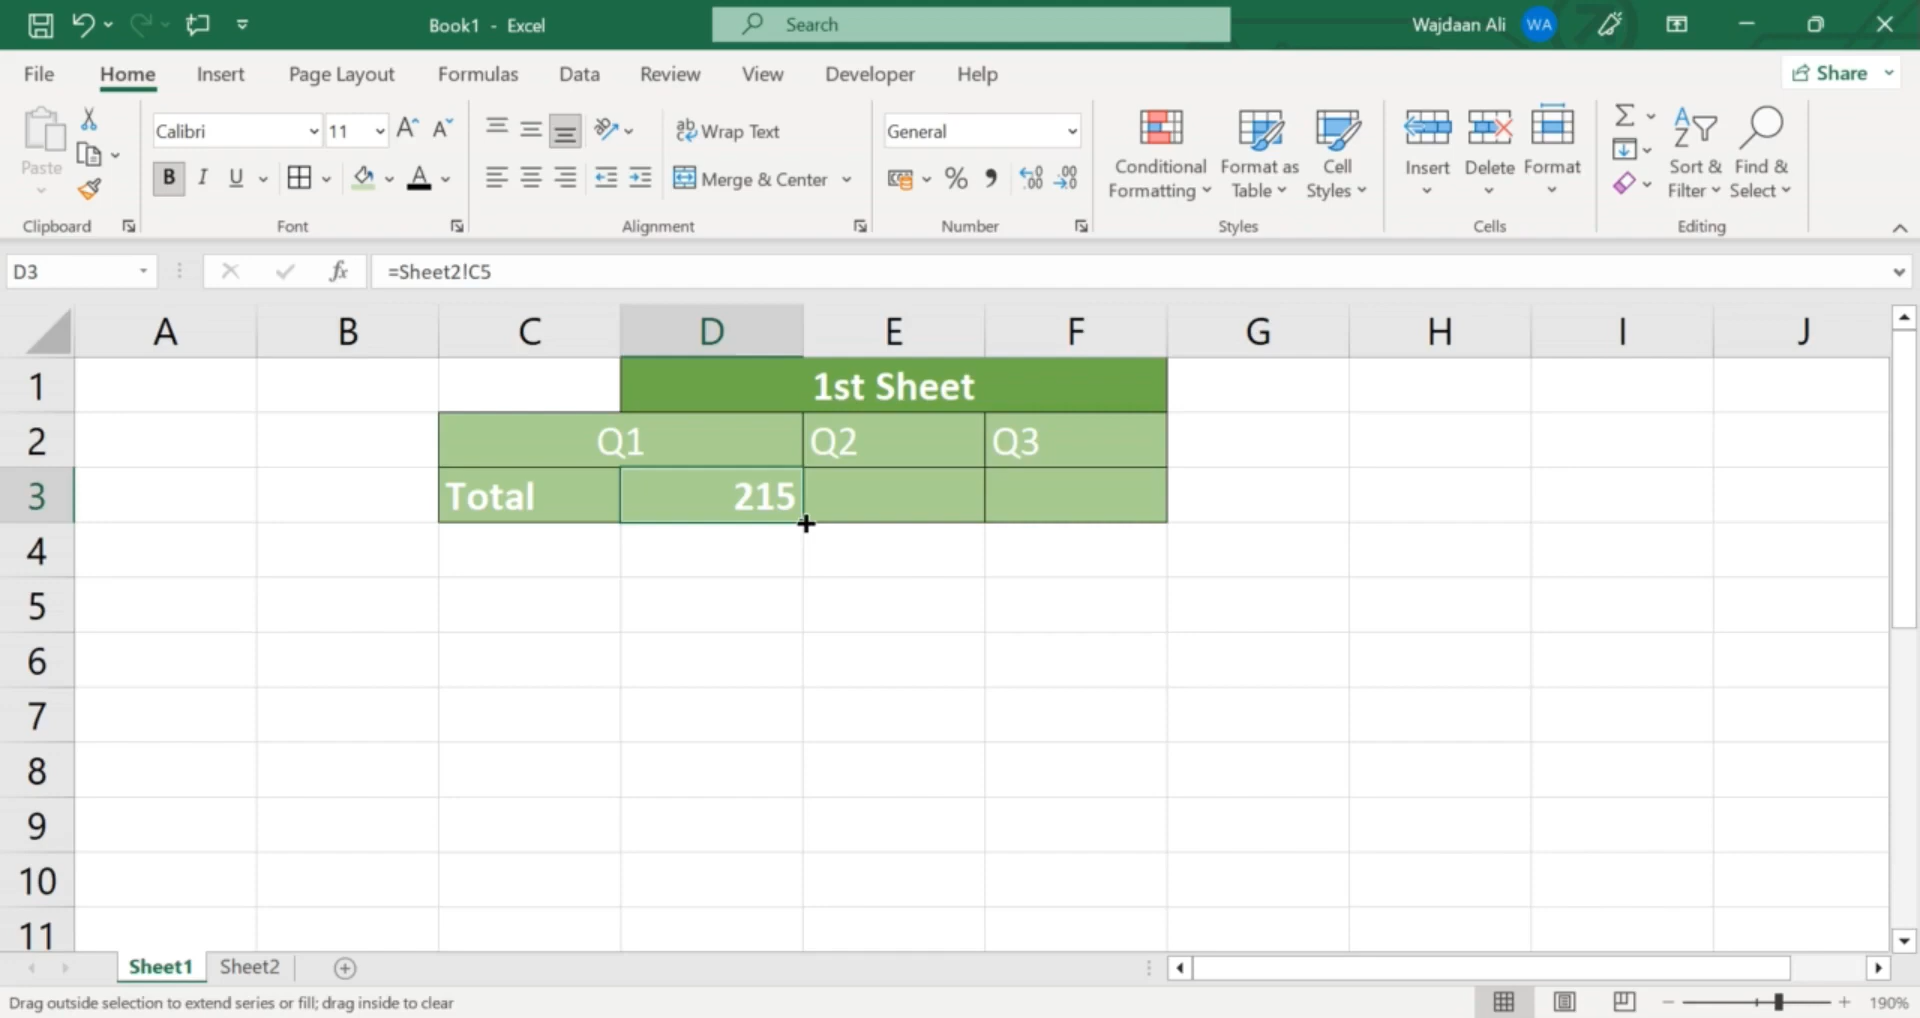 Book1 - Excel
Search
Wajdaan Ali WA
File Home Insert Page Layout Formulas Data Review View Developer Help Share
Paste
Clipboard
Calibri 11 A A
B I U A
Font
ab Wrap Text
Merge & Center
Alignment
General
% , .00 .00
Number
Conditional Formatting
Format as Table
Cell Styles
Styles
Insert Delete Format
Cells
Sort & Filter
Find & Select
Editing
D3 fx =Sheet2!C5
A B C D E F G H I J
1 1st Sheet
2 Q1 Q2 Q3
3 Total 215
4
5
6
7
8
9
10
11
Sheet1 Sheet2
Drag outside selection to extend series or fill; drag inside to clear 190%